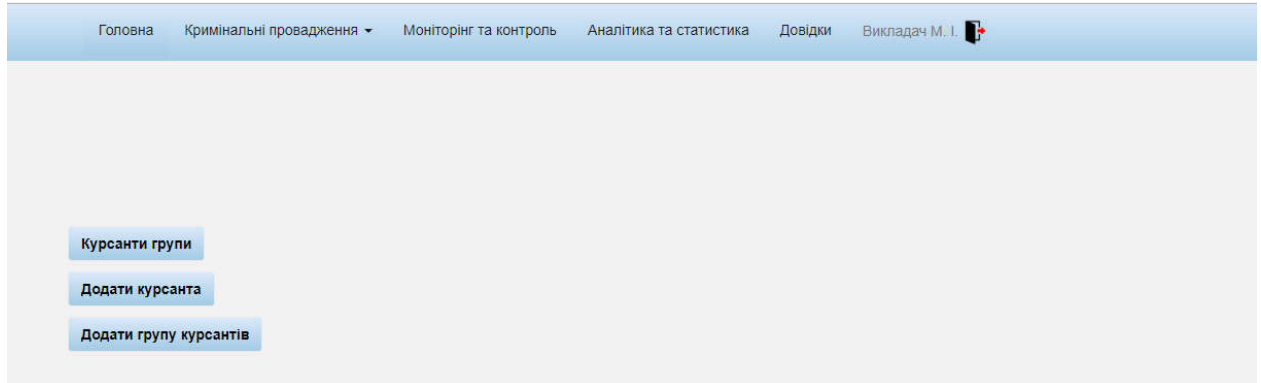 Головна Кримінальні провадження Моніторінг та контроль Аналітика та статистика Довідки Викладач М. І.
Курсанти групи
Додати курсанта
Додати групу курсантів